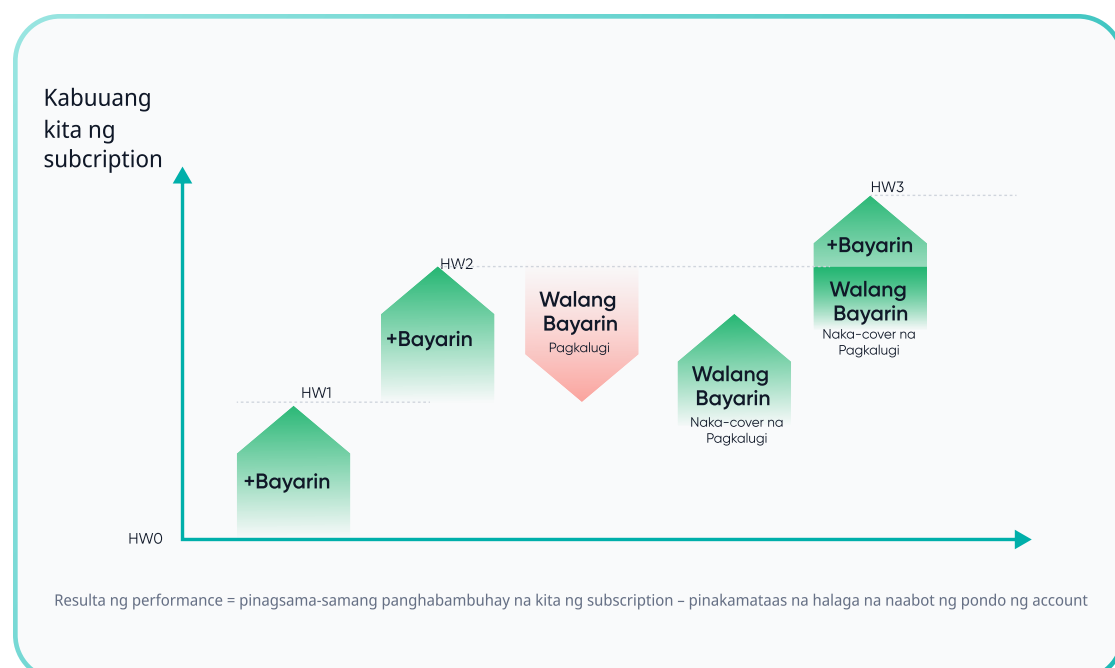 Kabuuang
kita ng
subcription
HW3
+Bayarin
HW2
Walang
Bayarin
Walang
Bayarin
Pagkalugi
+Bayarin
Naka-cover na
Pagkalugi
Walang
Bayarin
HW1
Naka-cover na
Pagkalugi
+Bayarin
HW0
Resulta ng performance = pinagsama-samang panghabambuhay na kita ng subscription – pinakamataas na halaga na naabot ng pondo ng account